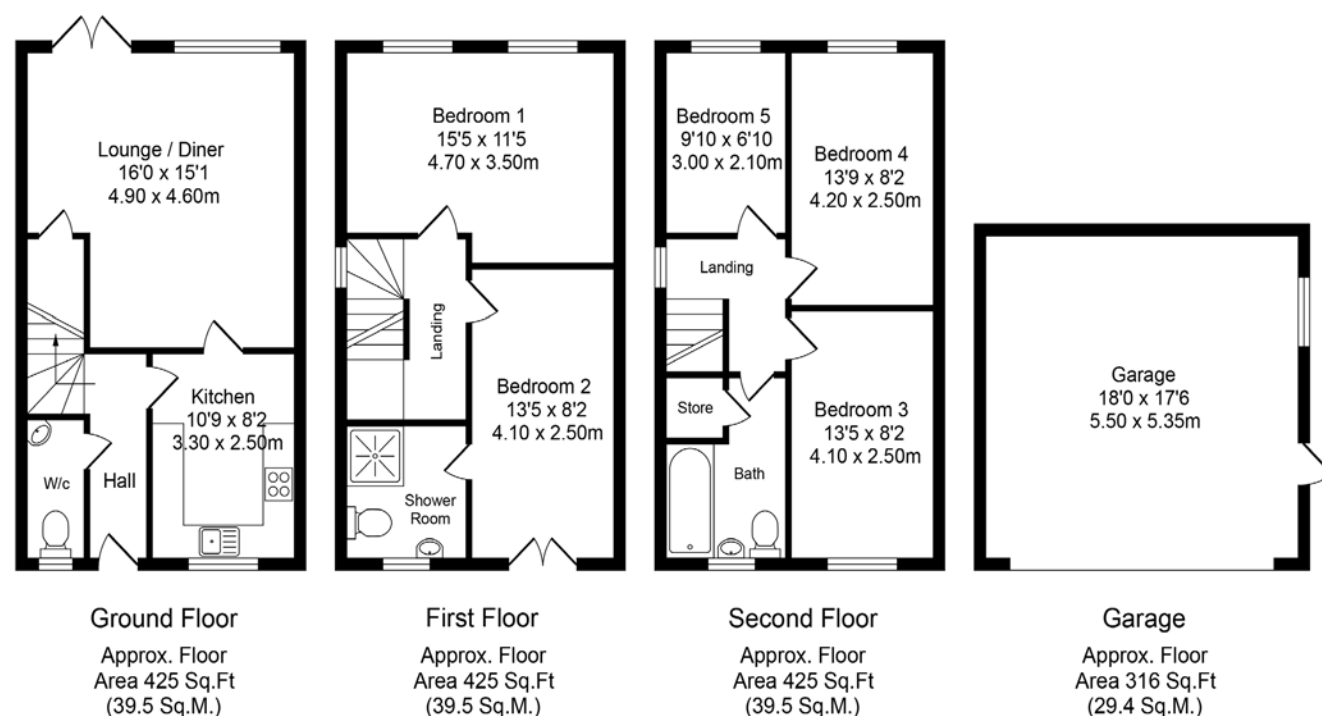 Lounge / Diner
16'0 x 15'1
4.90 x 4.60m
Kitchen
10'9 x 8'2
3.30 x 2.50m
W/c
Hall
Ground Floor
Approx. Floor
Area 425 Sq.Ft
(39.5 Sq.M.)
Bedroom 1
15'5 x 11'5
4.70 x 3.50m
Landing
Bedroom 2
13'5 x 8'2
4.10 x 2.50m
Shower
Room
First Floor
Approx. Floor
Area 425 Sq.Ft
(39.5 Sq.M.)
Bedroom 5
9'10 x 6'10
3.00 x 2.10m
Bedroom 4
13'9 x 8'2
4.20 x 2.50m
Landing
Store
Bedroom 3
13'5 x 8'2
4.10 x 2.50m
Bath
Second Floor
Approx. Floor
Area 425 Sq.Ft
(39.5 Sq.M.)
Garage
18'0 x 17'6
5.50 x 5.35m
Garage
Approx. Floor
Area 316 Sq.Ft
(29.4 Sq.M.)